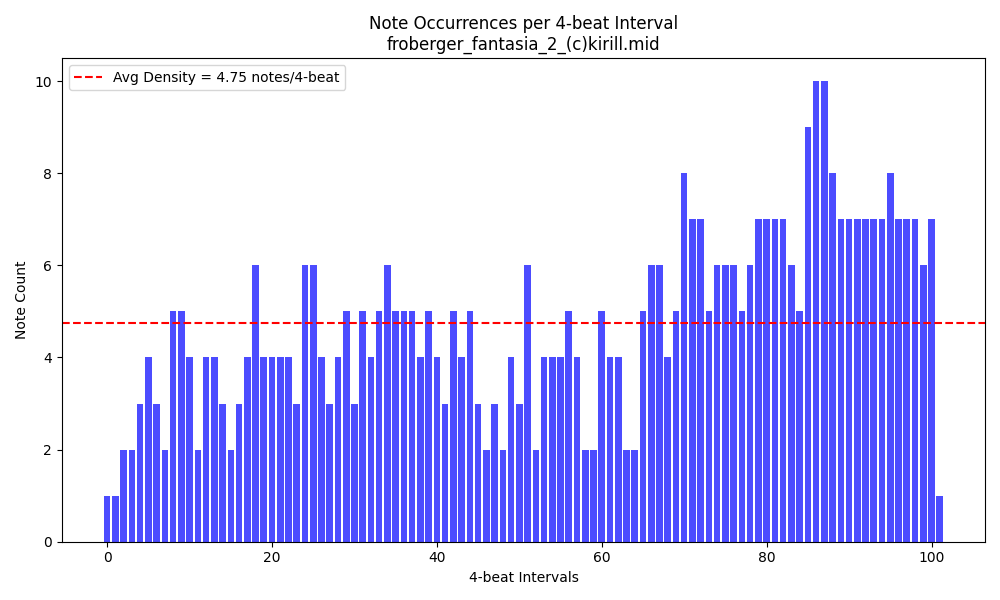 Note Occurrences per 4-beat Interval
froberger_fantasia_2_(c)kirill.mid
Avg Density = 4.75 notes/4-beat
Note Count
10
8
6
4
2
0
0 20 40 60 80 100
4-beat Intervals